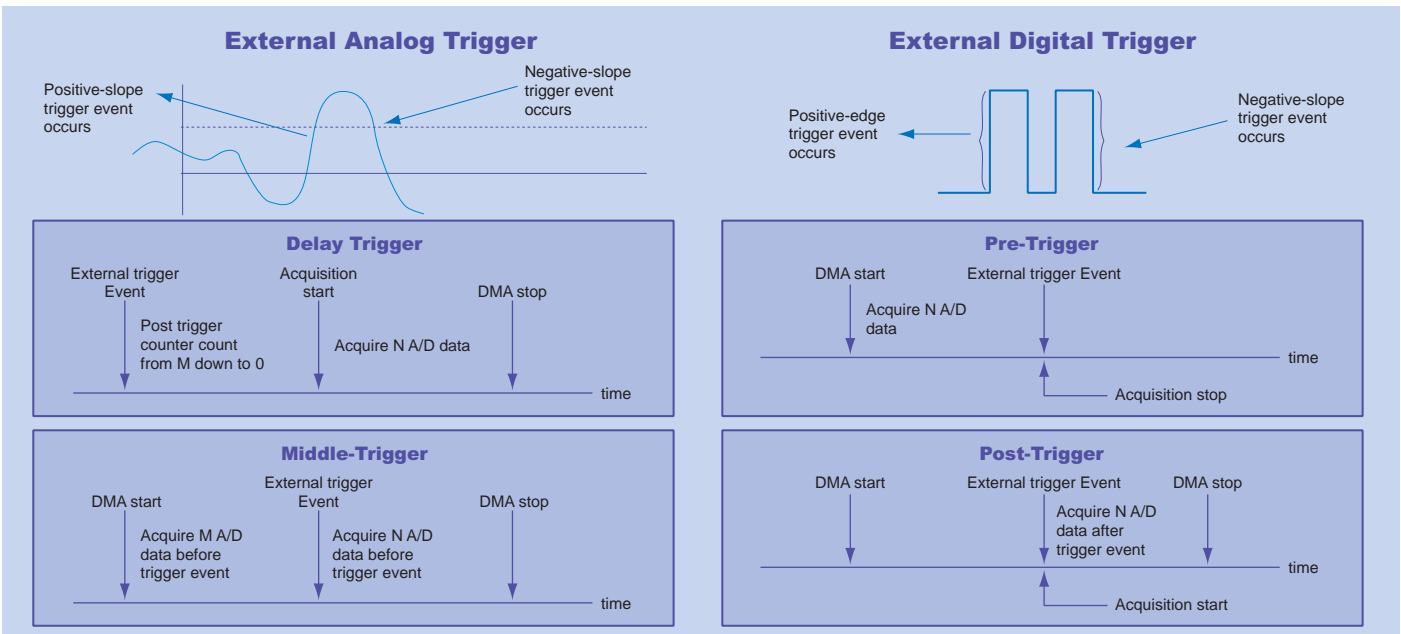 External Analog Trigger
Positive-slope
trigger event
occurs
Negative-slope
trigger event
occurs
External Digital Trigger
Positive-edge
trigger event
occurs
Negative-slope
trigger event
occurs
Delay Trigger
External trigger
Event
Acquisition
start
DMA stop
Post trigger
counter count
from M down to 0
Acquire N A/D data
time
Pre-Trigger
DMA start
External trigger Event
Acquire N A/D
data
time
Acquisition stop
Middle-Trigger
DMA start
External trigger
Event
DMA stop
Acquire M A/D
data before
trigger event
Acquire N A/D
data before
trigger event
time
Post-Trigger
DMA start
External trigger Event
DMA stop
Acquire N A/D
data after
trigger event
time
Acquisition start